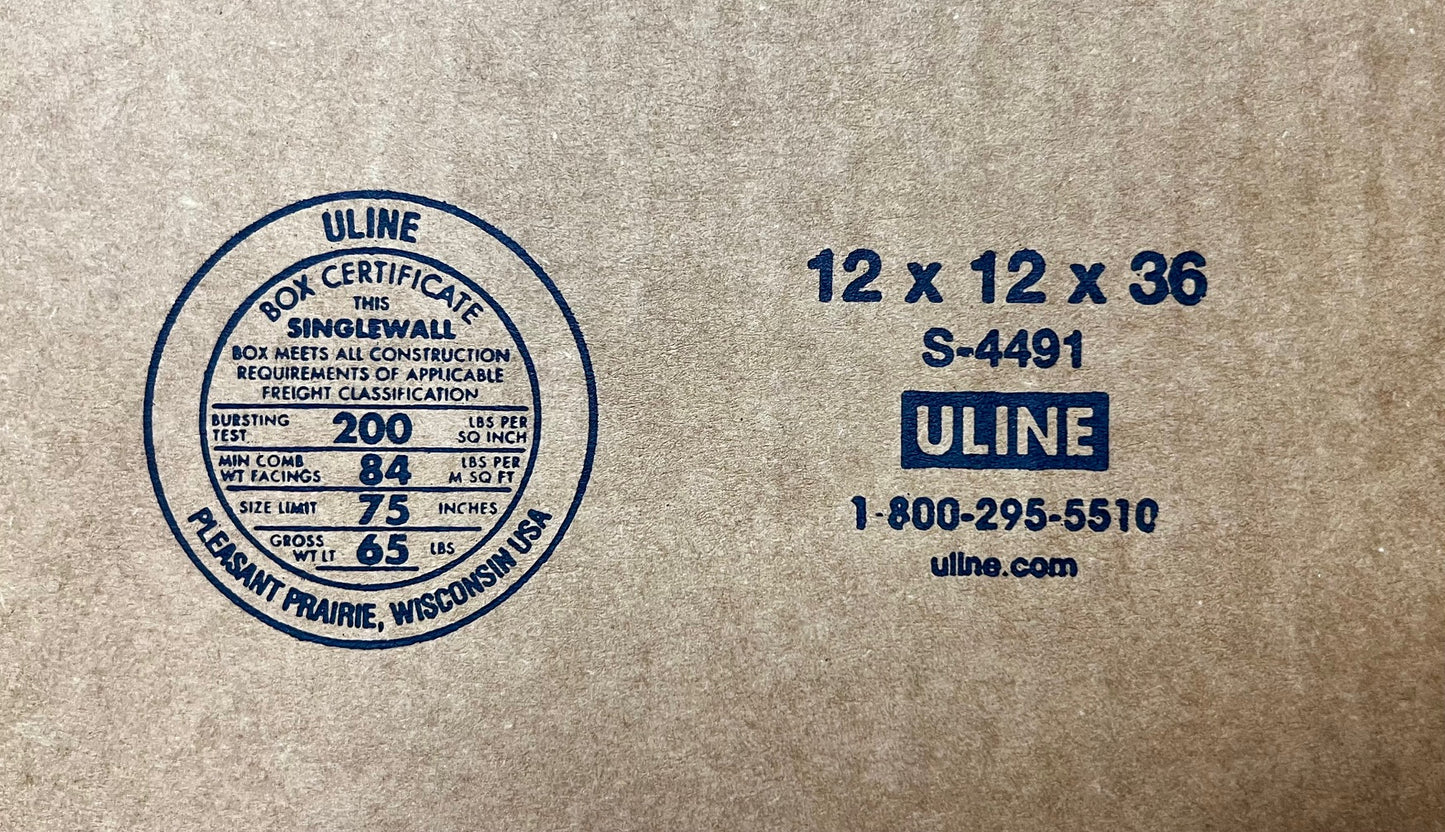 ULINE
BOX CERTIFICATE
THIS
SINGLEWALL
BOX MEETS ALL CONSTRUCTION
REQUIREMENTS OF APPLICABLE
FREIGHT CLASSIFICATION
BURSTING TEST 200 LBS PER SQ INCH
MIN COMB WT FACINGS 84 LBS PER M SQ FT
SIZE LIMIT 75 INCHES
GROSS WT LT 65 LBS
PLEASANT PRAIRIE, WISCONSIN USA
12 x 12 x 36
S-4491
ULINE
1-800-295-5510
uline.com